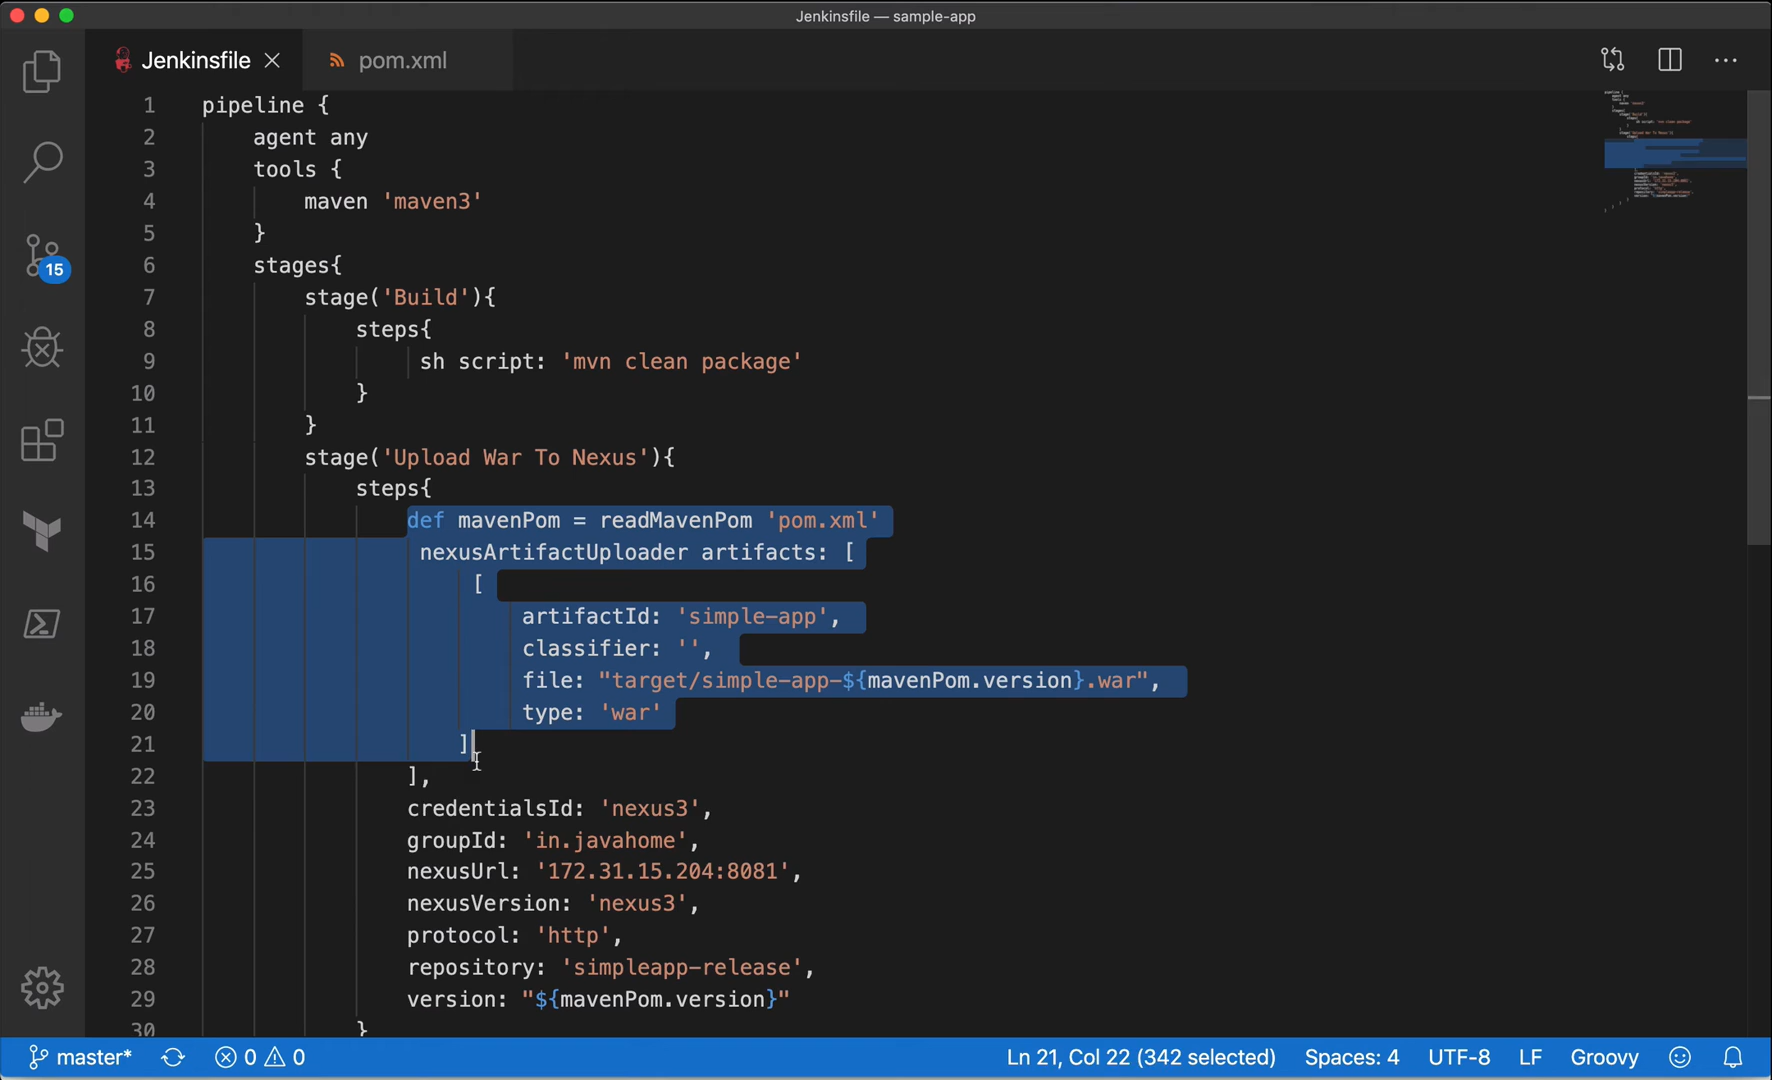 Jenkinsfile — sample-app
Jenkinsfile
pom.xml
15
1 pipeline {
2 agent any
3 tools {
4 maven 'maven3'
5 }
6 stages{
7 stage('Build'){
8 steps{
9 sh script: 'mvn clean package'
10 }
11 }
12 stage('Upload War To Nexus'){
13 steps{
14 def mavenPom = readMavenPom 'pom.xml'
15 nexusArtifactUploader artifacts: [
16 [
17 artifactId: 'simple-app',
18 classifier: '',
19 file: "target/simple-app-${mavenPom.version}.war",
20 type: 'war'
21 ]
22 ],
23 credentialsId: 'nexus3',
24 groupId: 'in.javahome',
25 nexusUrl: '172.31.15.204:8081',
26 nexusVersion: 'nexus3',
27 protocol: 'http',
28 repository: 'simpleapp-release',
29 version: "${mavenPom.version}"
30 }
master* 0 0 Ln 21, Col 22 (342 selected) Spaces: 4 UTF-8 LF Groovy